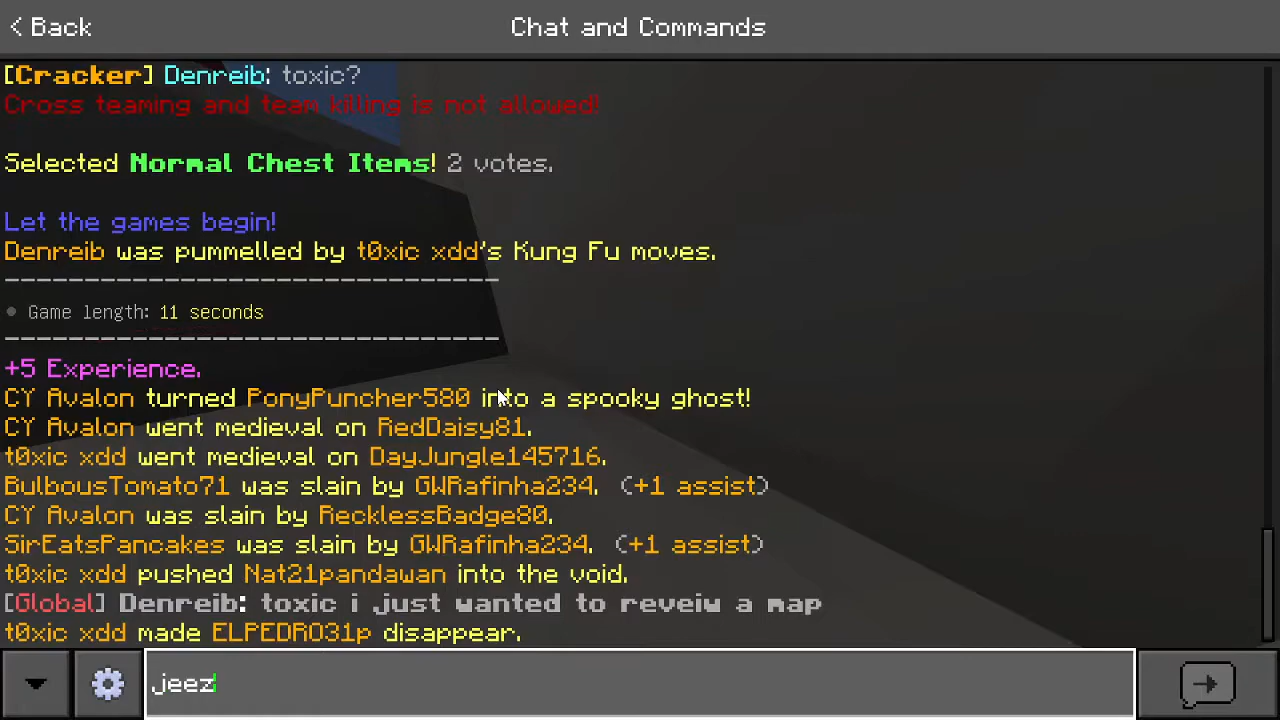 < Back
Chat and Commands
[Cracker] Denreib: toxic?
Cross teaming and team killing is not allowed!
Selected Normal Chest Items! 2 votes.
Let the games begin!
Denreib was pummelled by t0xic xdd's Kung Fu moves.
----------------------------------
• Game length: 11 seconds
----------------------------------
+5 Experience.
CY Avalon turned PonyPuncher580 into a spooky ghost!
CY Avalon went medieval on RedDaisy81.
t0xic xdd went medieval on DayJungle145716.
BulbousTomato71 was slain by GWRafinha234. (+1 assist)
CY Avalon was slain by RecklessBadge80.
SirEatsPancakes was slain by GWRafinha234. (+1 assist)
t0xic xdd pushed Nat21pandawan into the void.
[Global] Denreib: toxic i just wanted to reveiw a map
t0xic xdd made ELPEDRO31p disappear.
jeez